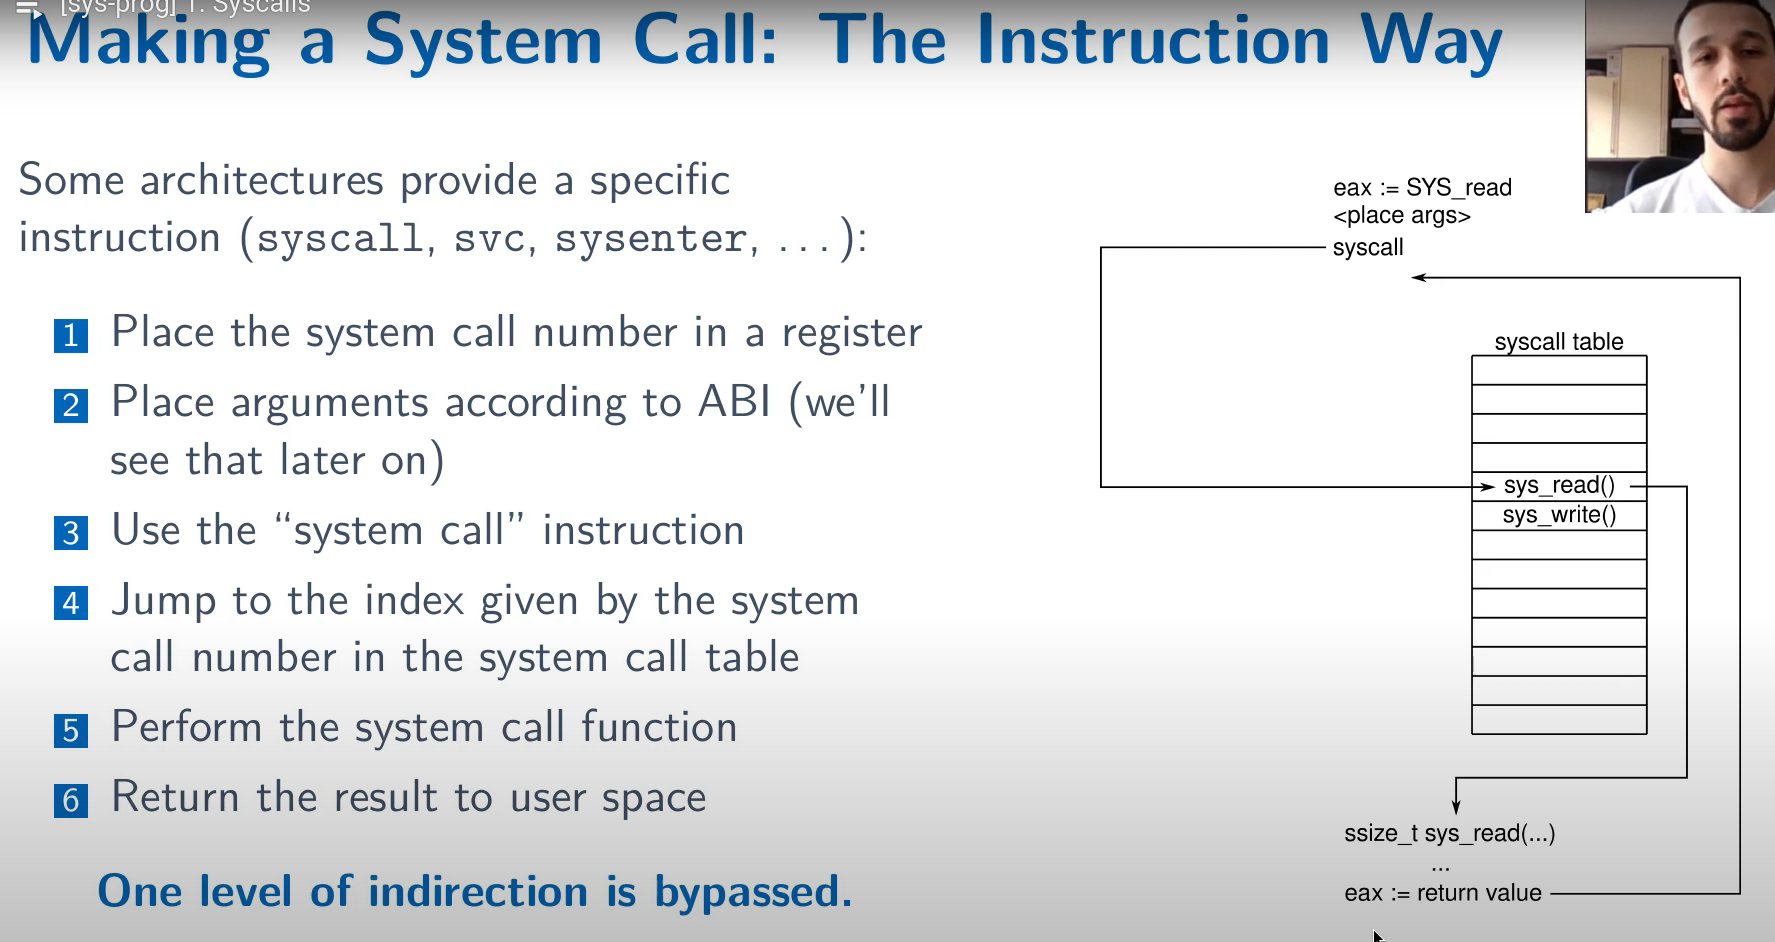 [sys-prog] 1. Syscalls
Making a System Call: The Instruction Way
Some architectures provide a specific
instruction (syscall, svc, sysenter, ...):
1 Place the system call number in a register
2 Place arguments according to ABI (we'll
see that later on)
3 Use the “system call” instruction
4 Jump to the index given by the system
call number in the system call table
5 Perform the system call function
6 Return the result to user space
One level of indirection is bypassed.
eax := SYS_read
<place args>
syscall
syscall table
sys_read()
sys_write()
ssize_t sys_read(...)
...
eax := return value